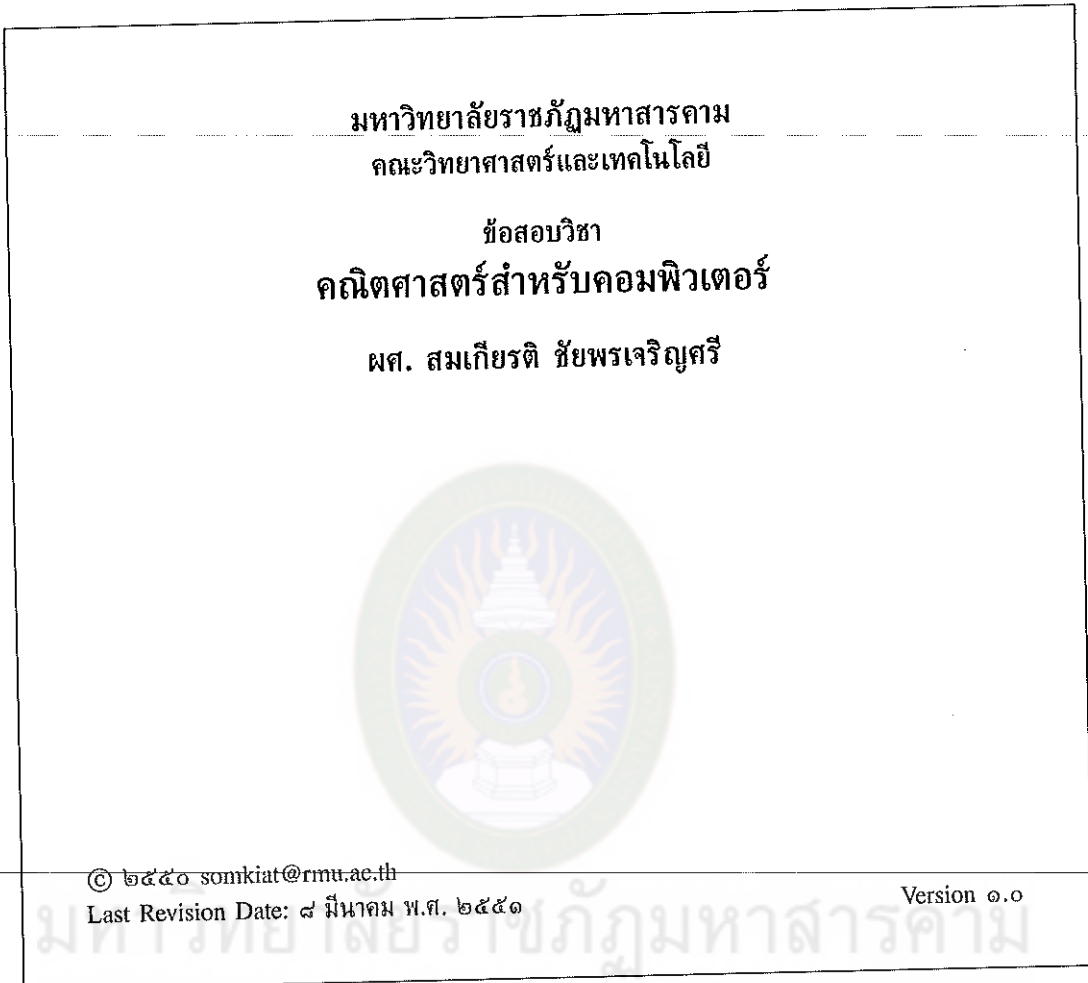 มหาวิทยาลัยราชภัฏมหาสารคาม
คณะวิทยาศาสตร์และเทคโนโลยี
ข้อสอบวิชา
คณิตศาสตร์สำหรับคอมพิวเตอร์
ผศ. สมเกียรติ ชัยพรเจริญศรี
© ๒๕๕๐ somkiat@rmu.ac.th
Last Revision Date: ๘ มีนาคม พ.ศ. ๒๕๕๑
Version ๑.๐
มหาวิทยาลัยราชภัฏมหาสารคาม